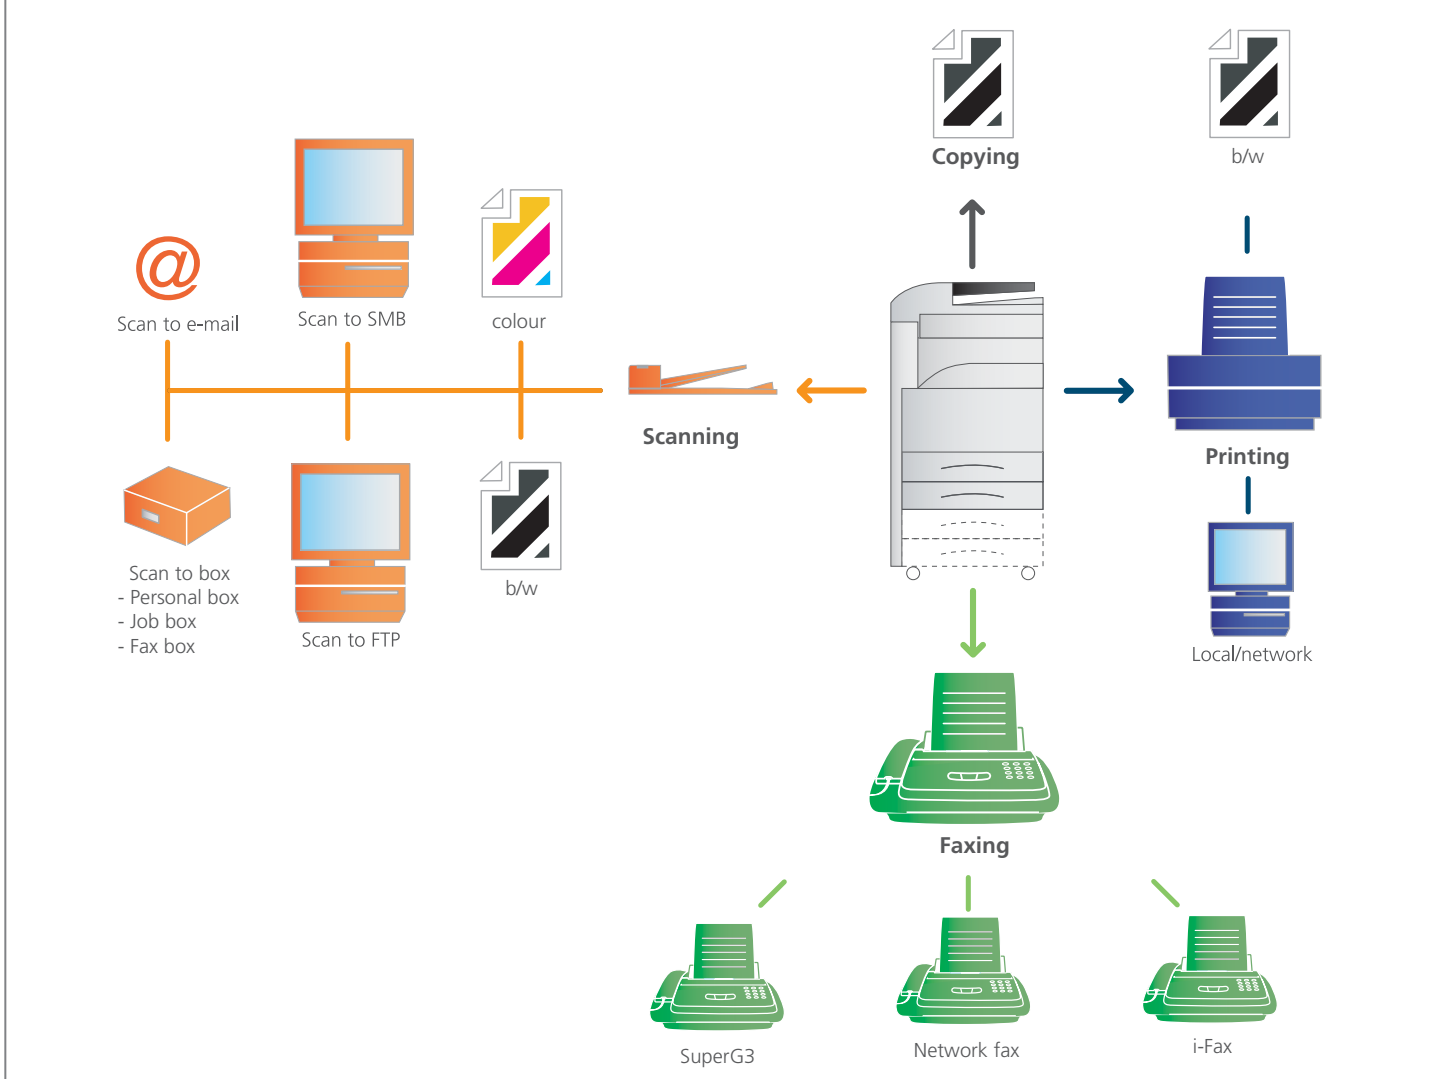 Copying
b/w
Scan to e-mail
Scan to SMB
colour
Scanning
Printing
Scan to box
- Personal box
- Job box
- Fax box
Scan to FTP
b/w
Local/network
Faxing
SuperG3
Network fax
i-Fax
@